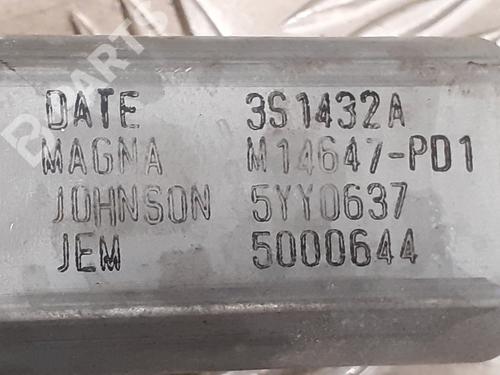 DATE 3S1432A
MAGNA M14647-PD1
JOHNSON 5YY0637
JEM 5000644